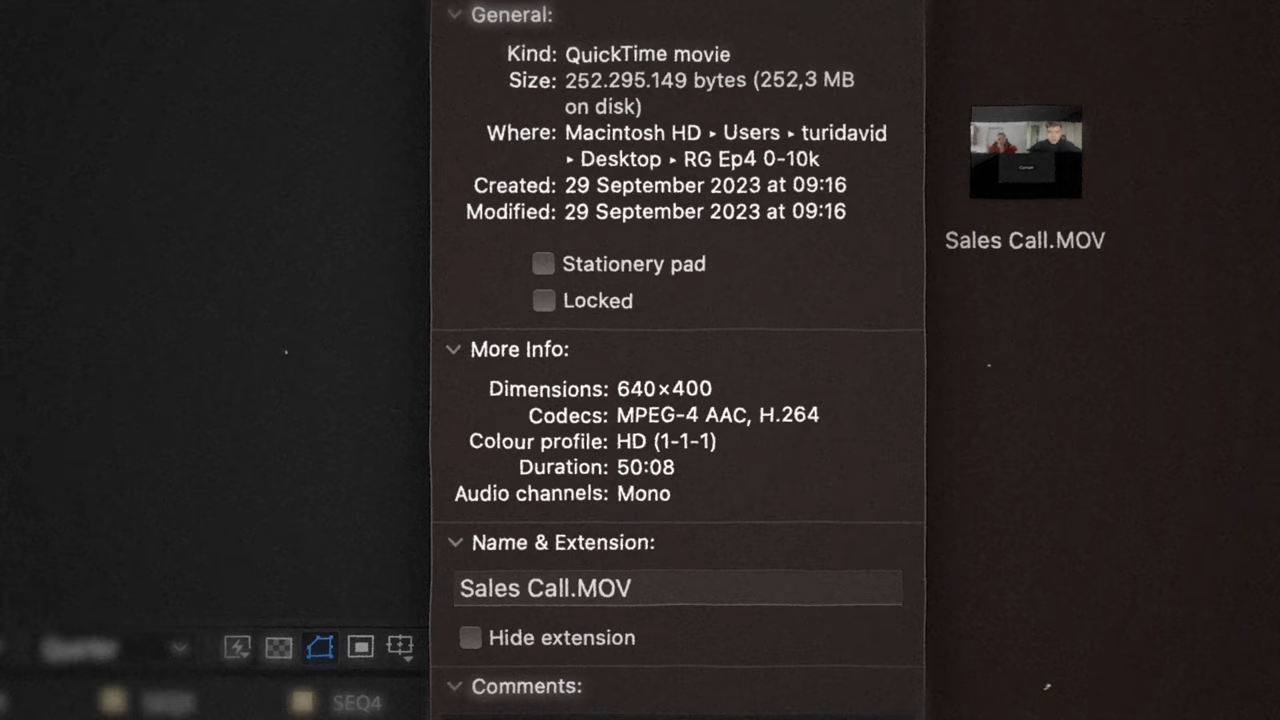 General:
Kind: QuickTime movie
Size: 252.295.149 bytes (252,3 MB
on disk)
Where: Macintosh HD ▸ Users ▸ turidavid
▸ Desktop ▸ RG Ep4 0-10k
Created: 29 September 2023 at 09:16
Modified: 29 September 2023 at 09:16
Stationery pad
Locked
Sales Call.MOV
More Info:
Dimensions: 640×400
Codecs: MPEG-4 AAC, H.264
Colour profile: HD (1-1-1)
Duration: 50:08
Audio channels: Mono
Name & Extension:
Sales Call.MOV
Hide extension
Comments:
SEQ4